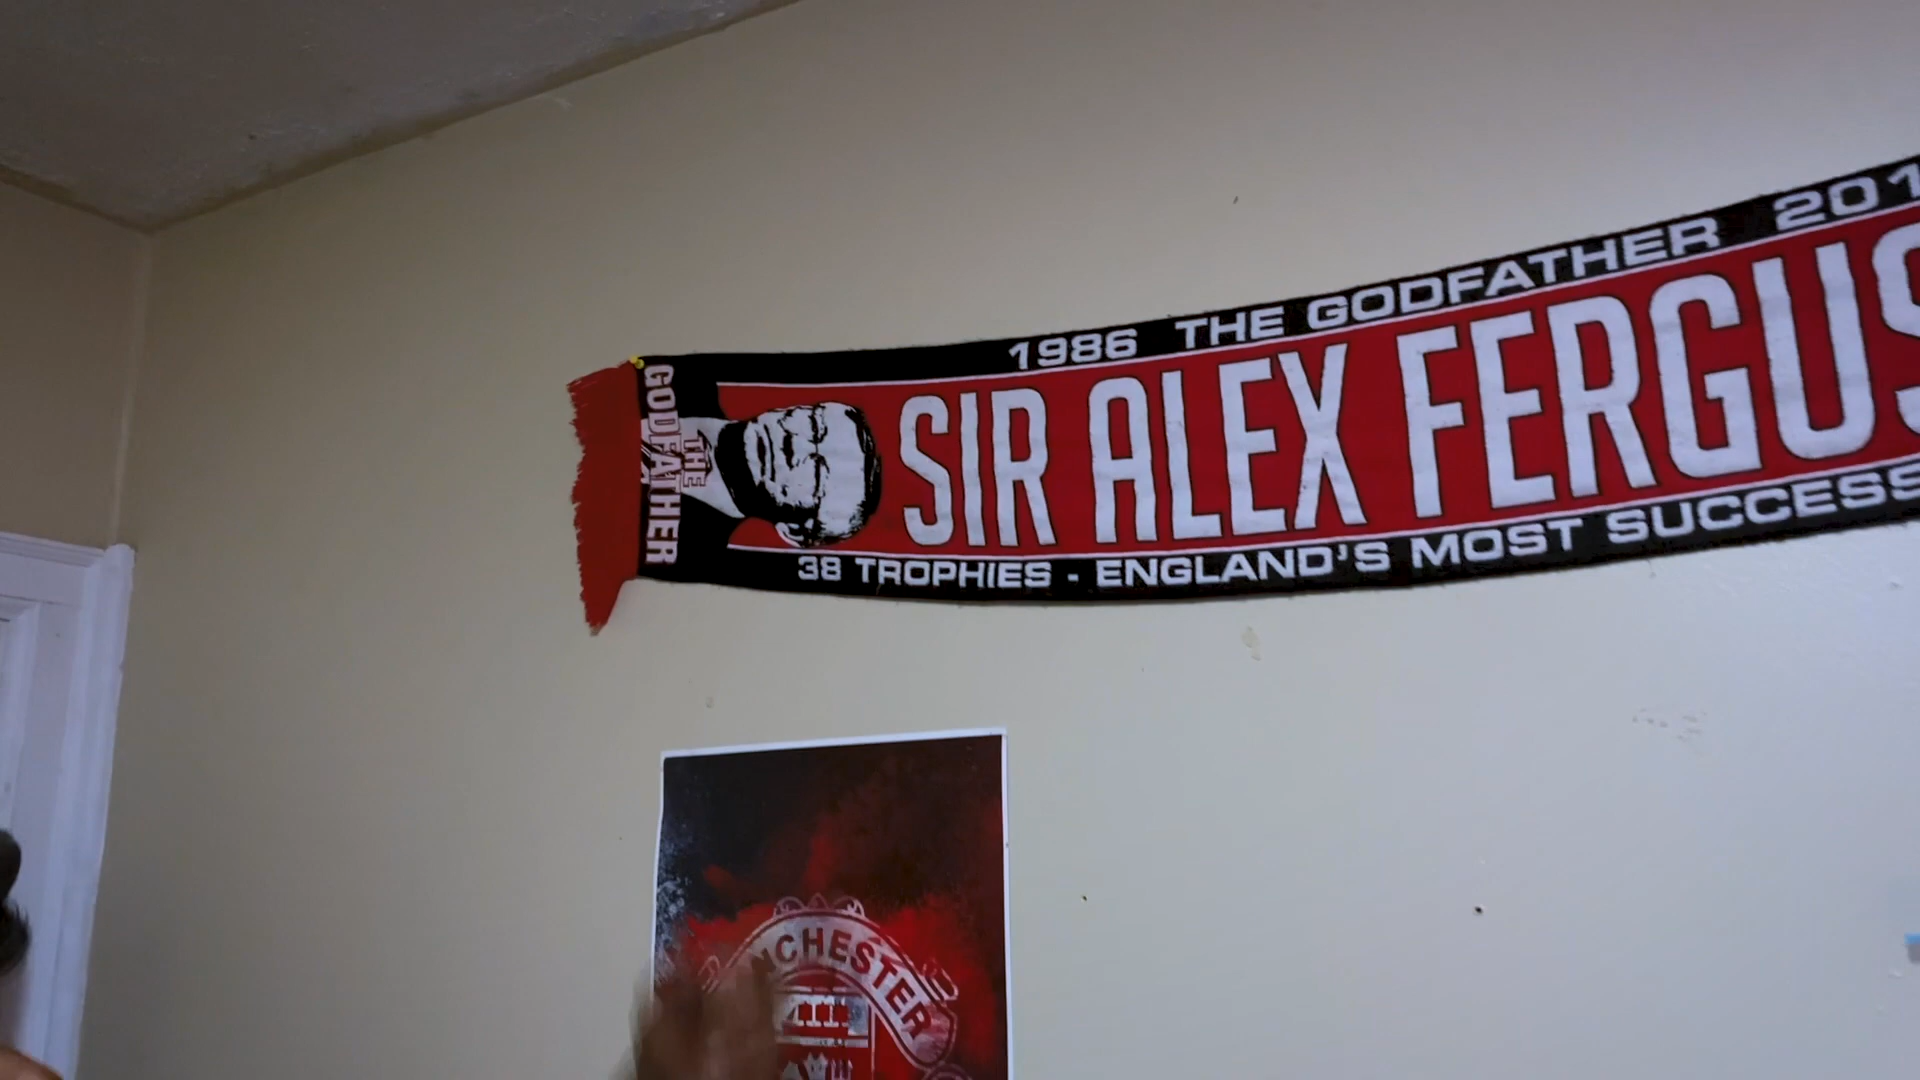 1986 THE GODFATHER 201
SIR ALEX FERGUS
38 TROPHIES - ENGLAND'S MOST SUCCESS
THE
GODFATHER
NCHESTER